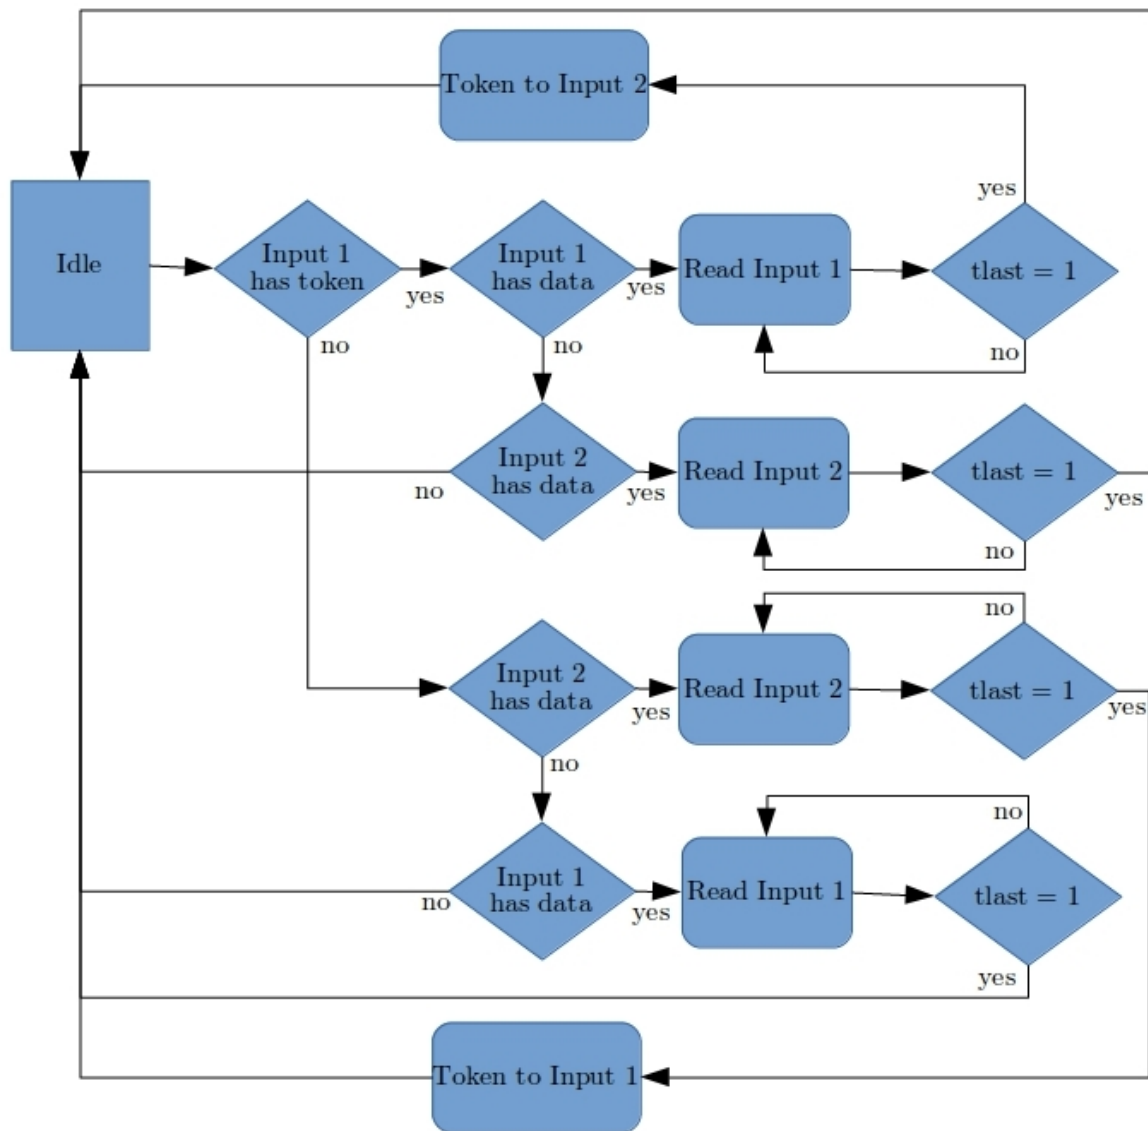 Token to Input 2
yes
Idle
Input 1
has token
yes
no
Input 1
has data
yes
no
Read Input 1
tlast = 1
no
Input 2
has data
no
yes
Read Input 2
tlast = 1
yes
no
Input 2
has data
yes
no
Read Input 2
no
tlast = 1
yes
Input 1
has data
no
yes
Read Input 1
no
tlast = 1
yes
Token to Input 1